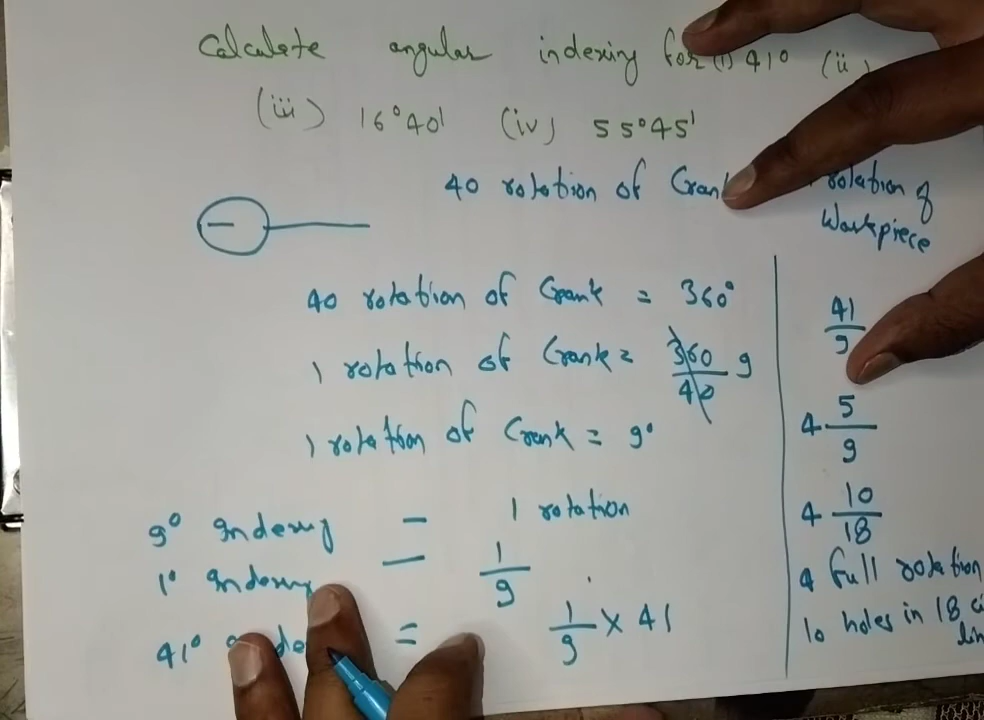 Calculate angular indexing for (i) 41° (ii)
(iii) 16°40' (iv) 55°45'
40 rotation of Crank rotation of
Workpiece
40 rotation of Crank = 360°
1 rotation of Crank = 360/40 9
1 rotation of Crank = 9°
9° Indexing - 1 rotation
1° Indexing = 1/9
41° = 1/9 × 41
41/9
4 5/9
4 10/18
4 full rotation
10 holes in 18